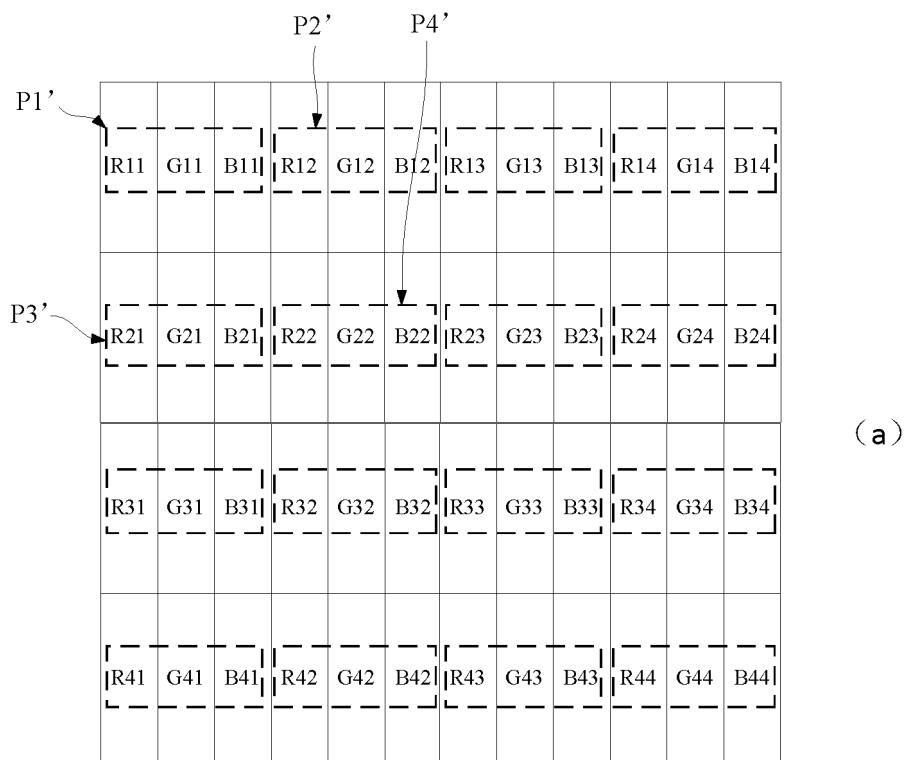 P2’ P4’
P1’
R11 G11 B11 R12 G12 B12 R13 G13 B13 R14 G14 B14
P3’
R21 G21 B21 R22 G22 B22 R23 G23 B23 R24 G24 B24
（a）
R31 G31 B31 R32 G32 B32 R33 G33 B33 R34 G34 B34
R41 G41 B41 R42 G42 B42 R43 G43 B43 R44 G44 B44